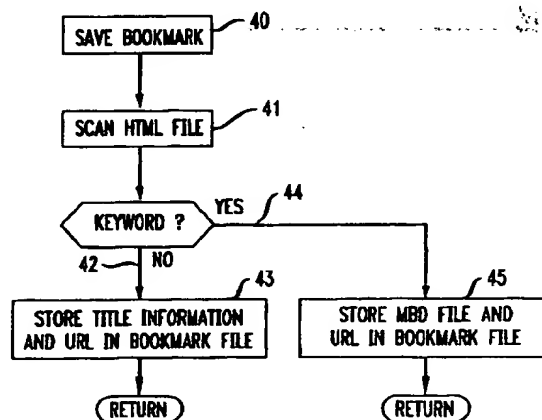 SAVE BOOKMARK
40
SCAN HTML FILE
41
KEYWORD ?
YES
44
42
NO
43
STORE TITLE INFORMATION
AND URL IN BOOKMARK FILE
45
STORE MBD FILE AND
URL IN BOOKMARK FILE
RETURN
RETURN